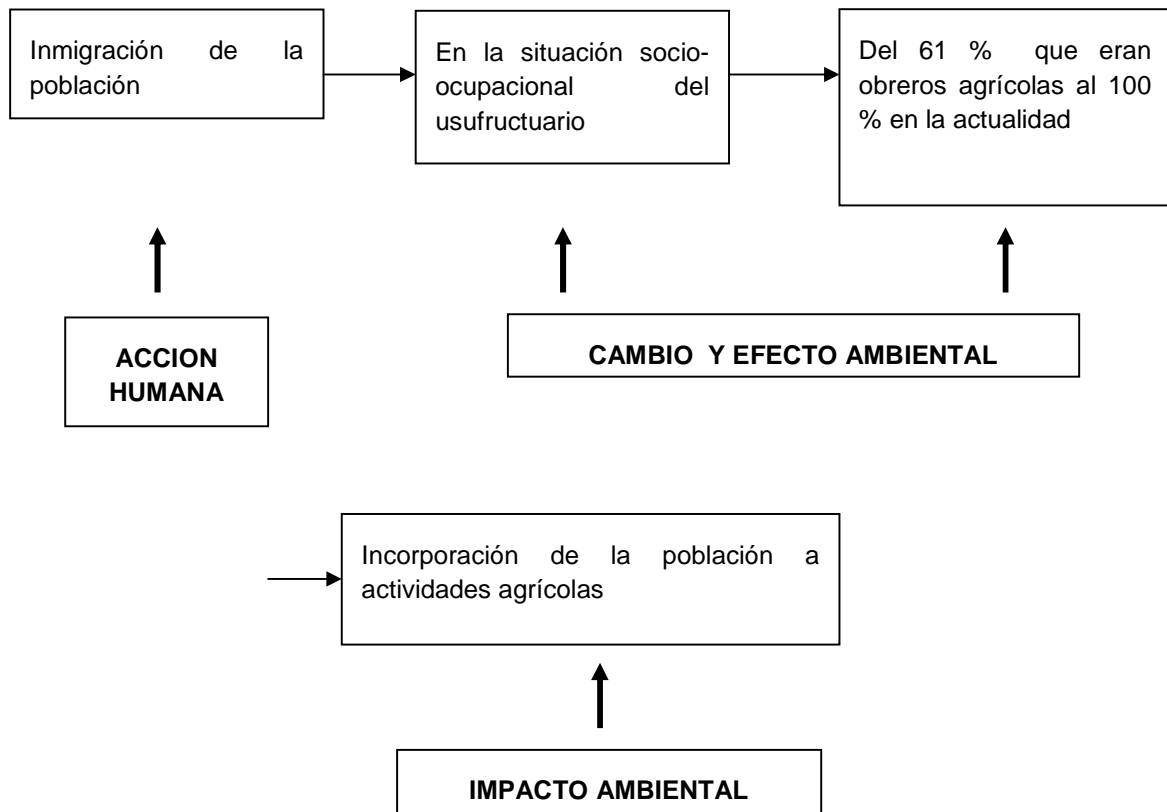 Inmigración de la
población
En la situación socio-
ocupacional del
usufructuario
Del 61 % que eran
obreros agrícolas al 100
% en la actualidad
ACCION
HUMANA
CAMBIO Y EFECTO AMBIENTAL
Incorporación de la población a
actividades agrícolas
IMPACTO AMBIENTAL